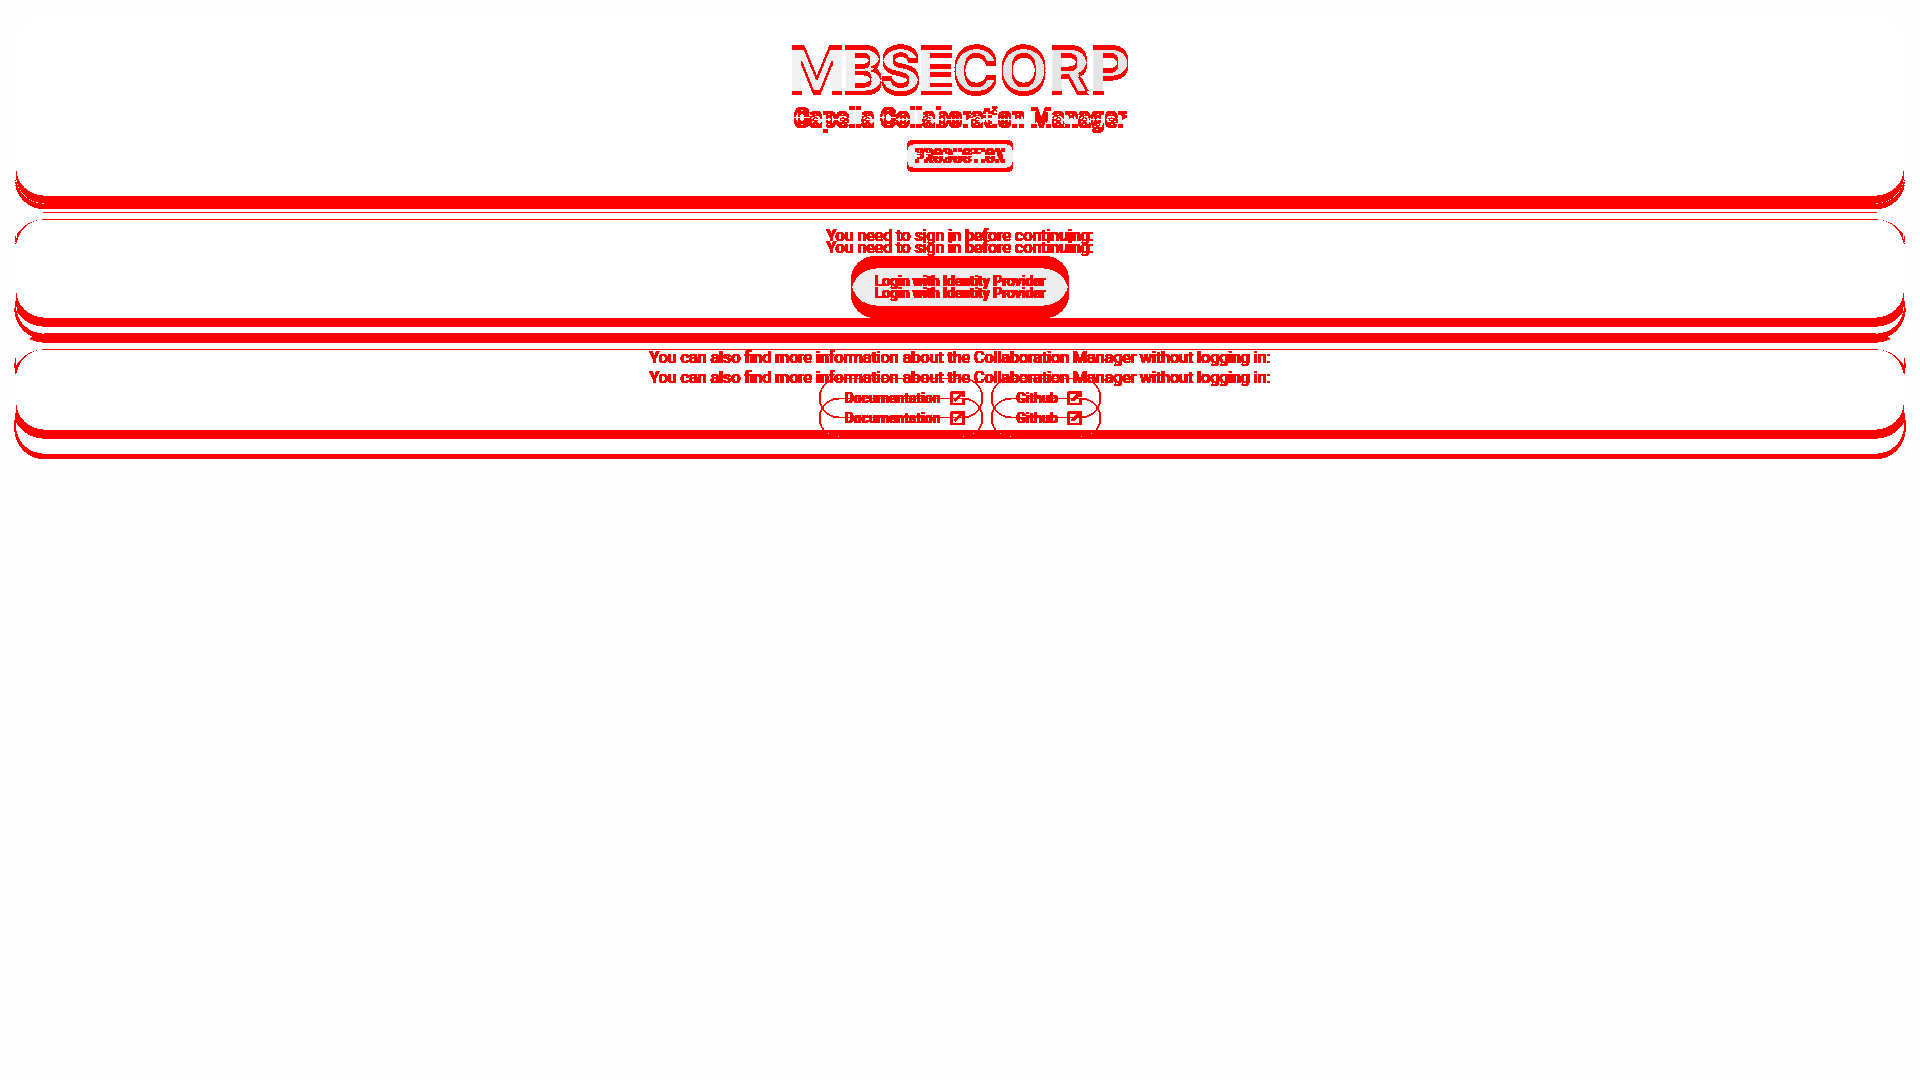 MBSECORP
Capella Collaboration Manager
You need to sign in before continuing:
You need to sign in before continuing:
Login with Identity Provider
Login with Identity Provider
You can also find more information about the Collaboration Manager without logging in:
You can also find more information about the Collaboration Manager without logging in:
Documentation Github
Documentation Github